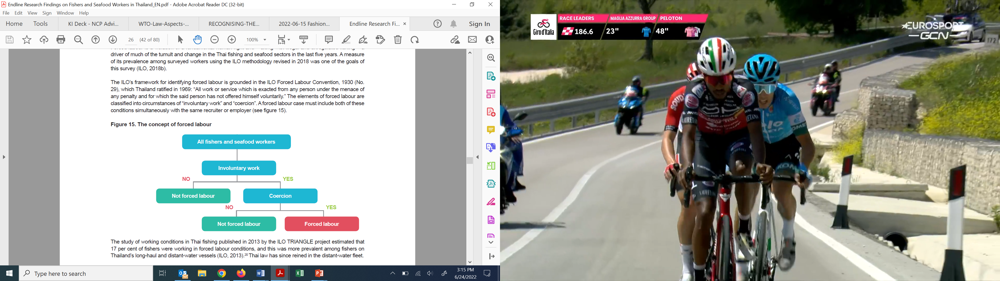 Endline Research Findings on Fishers and Seafood Workers in Thailand_EN.pdf - Adobe Acrobat Reader DC (32-bit)
File Edit View Sign Window Help
Home Tools KI Deck - NCP Advi... WTO-Law-Aspects-... RECOGNISING-THE... 2022-06-15 Fashion... Endline Research Fi... × Sign In
26 (42 of 80) 100%
driver of much of the tumult and change in the Thai fishing and seafood sectors in the last five years. A measure
of its prevalence among surveyed workers using the ILO methodology revised in 2018 was one of the goals of
this survey (ILO, 2018b).
The ILO's framework for identifying forced labour is grounded in the ILO Forced Labour Convention, 1930 (No.
29), which Thailand ratified in 1969: “All work or service which is exacted from any person under the menace of
any penalty and for which the said person has not offered himself voluntarily.” The elements of forced labour are
classified into circumstances of “involuntary work” and “coercion”. A forced labour case must include both of these
conditions simultaneously with the same recruiter or employer (see figure 15).
Figure 15. The concept of forced labour
All fishers and seafood workers
Involuntary work
NO YES
Not forced labour Coercion
NO YES
Not forced labour Forced labour
The study of working conditions in Thai fishing published in 2013 by the ILO TRIANGLE project estimated that
17 per cent of fishers were working in forced labour conditions, and this was more prevalent among fishers on
Thailand's long-haul and distant-water vessels (ILO, 2013).20 Thai law has since reined in the distant-water fleet.
Type here to search
3:15 PM
6/24/2022
Giro d'Italia
RACE LEADERS MAGLIA AZZURRA GROUP PELOTON
186.6 23" 48"
EUROSPORT
GCN
172
SOUD
LAURETANA